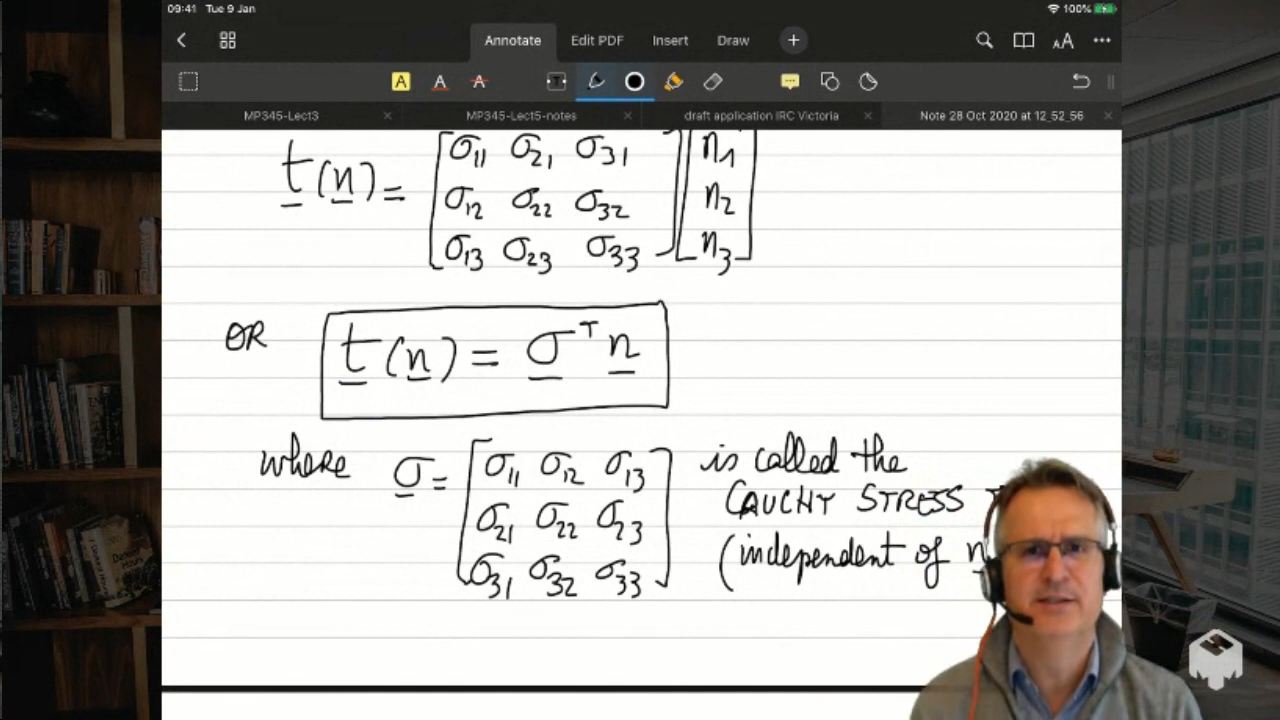 09:41 Tue 9 Jan 100%
Annotate Edit PDF Insert Draw
MP345-Lect3 MP345-Lect5-notes draft application IRC Victoria Note 28 Oct 2020 at 12_52_56
t(n) = [σ11 σ21 σ31] [n1]
[σ12 σ22 σ32] [n2]
[σ13 σ23 σ33] [n3]
OR t(n) = σᵀ n
where σ = [σ11 σ12 σ13] is called the
[σ21 σ22 σ23] CAUCHY STRESS
[σ31 σ32 σ33] (independent of n